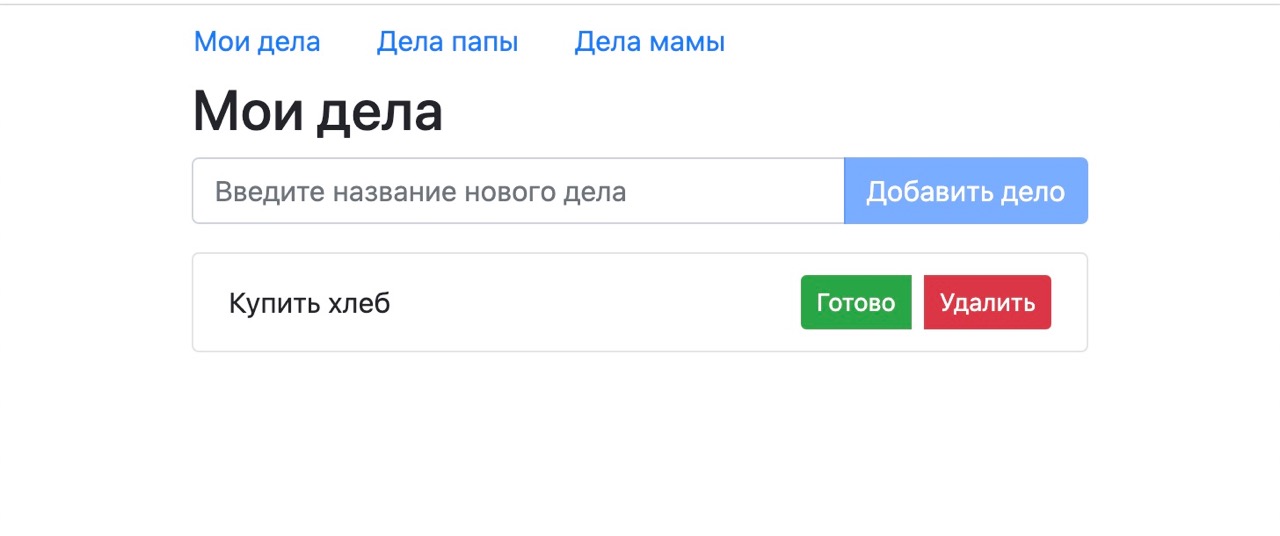 Мои дела Дела папы Дела мамы
Мои дела
Введите название нового дела Добавить дело
Купить хлеб Готово Удалить